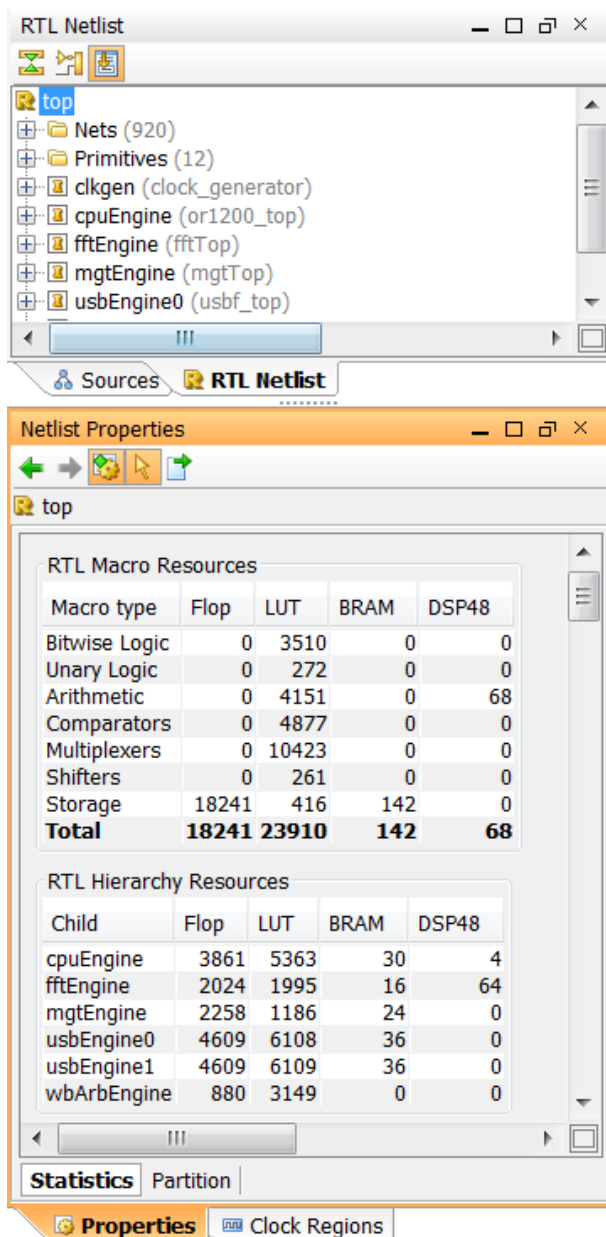 RTL Netlist
top
Nets (920)
Primitives (12)
clkgen (clock_generator)
cpuEngine (or1200_top)
fftEngine (fftTop)
mgtEngine (mgtTop)
usbEngine0 (usbf_top)
Sources RTL Netlist
Netlist Properties
top
RTL Macro Resources
Macro type Flop LUT BRAM DSP48
Bitwise Logic 0 3510 0 0
Unary Logic 0 272 0 0
Arithmetic 0 4151 0 68
Comparators 0 4877 0 0
Multiplexers 0 10423 0 0
Shifters 0 261 0 0
Storage 18241 416 142 0
Total 18241 23910 142 68
RTL Hierarchy Resources
Child Flop LUT BRAM DSP48
cpuEngine 3861 5363 30 4
fftEngine 2024 1995 16 64
mgtEngine 2258 1186 24 0
usbEngine0 4609 6108 36 0
usbEngine1 4609 6109 36 0
wbArbEngine 880 3149 0 0
Statistics Partition
Properties Clock Regions